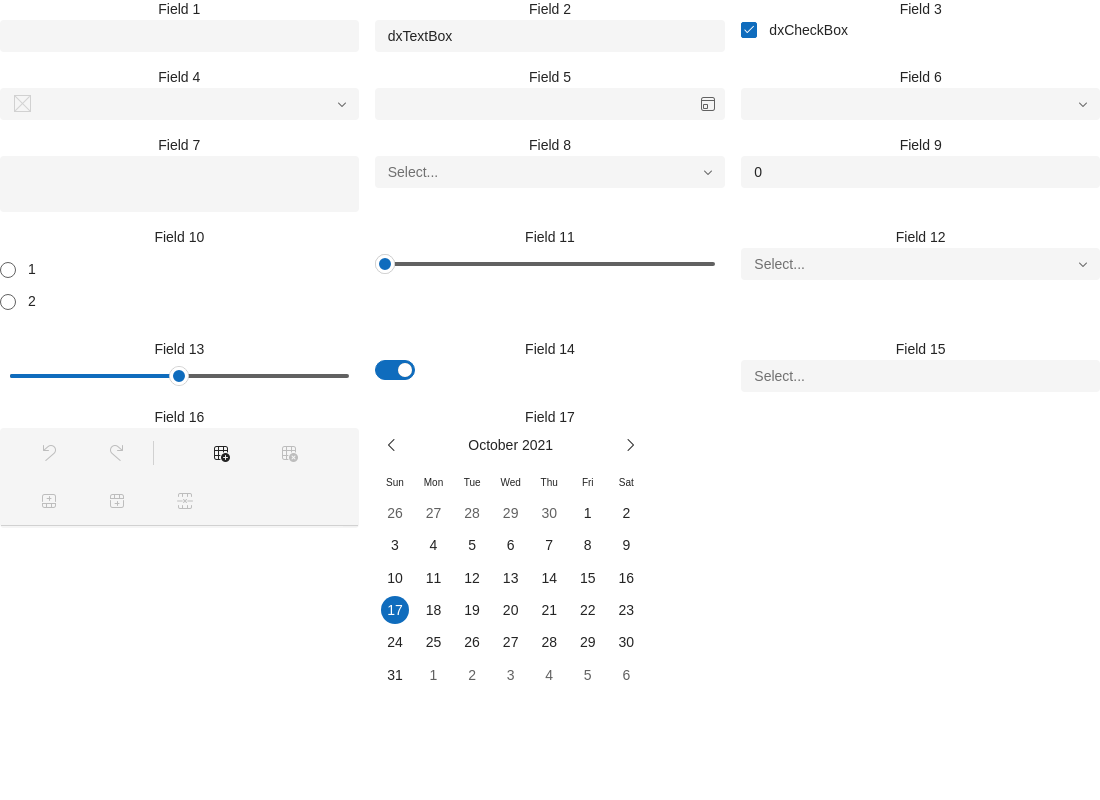 Field 1 Field 2 Field 3
dxTextBox dxCheckBox
Field 4 Field 5 Field 6
Field 7 Field 8 Field 9
Select... 0
Field 10 Field 11 Field 12
1 Select...
2
Field 13 Field 14 Field 15
Select...
Field 16 Field 17
October 2021
Sun Mon Tue Wed Thu Fri Sat
26 27 28 29 30 1 2
3 4 5 6 7 8 9
10 11 12 13 14 15 16
17 18 19 20 21 22 23
24 25 26 27 28 29 30
31 1 2 3 4 5 6